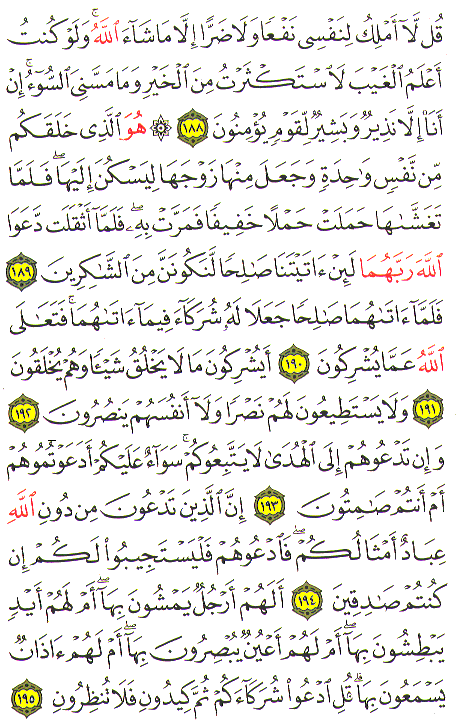 قُل لَّآ أَمۡلِكُ لِنَفۡسِي نَفۡعٗا وَلَا ضَرًّا إِلَّا مَا شَآءَ ٱللَّهُۚ وَلَوۡ كُنتُ
أَعۡلَمُ ٱلۡغَيۡبَ لَٱسۡتَكۡثَرۡتُ مِنَ ٱلۡخَيۡرِ وَمَا مَسَّنِيَ ٱلسُّوٓءُۚ إِنۡ
أَنَا۠ إِلَّا نَذِيرٞ وَبَشِيرٞ لِّقَوۡمٖ يُؤۡمِنُونَ ١٨٨ ۞ هُوَ ٱلَّذِي خَلَقَكُم
مِّن نَّفۡسٖ وَٰحِدَةٖ وَجَعَلَ مِنۡهَا زَوۡجَهَا لِيَسۡكُنَ إِلَيۡهَاۖ فَلَمَّا
تَغَشَّىٰهَا حَمَلَتۡ حَمۡلًا خَفِيفٗا فَمَرَّتۡ بِهِۦۖ فَلَمَّآ أَثۡقَلَت دَّعَوَا
ٱللَّهَ رَبَّهُمَا لَئِنۡ ءَاتَيۡتَنَا صَٰلِحٗا لَّنَكُونَنَّ مِنَ ٱلشَّٰكِرِينَ ١٨٩
فَلَمَّآ ءَاتَىٰهُمَا صَٰلِحٗا جَعَلَا لَهُۥ شُرَكَآءَ فِيمَآ ءَاتَىٰهُمَاۚ فَتَعَٰلَى
ٱللَّهُ عَمَّا يُشۡرِكُونَ ١٩٠ أَيُشۡرِكُونَ مَا لَا يَخۡلُقُ شَيۡـٔٗا وَهُمۡ يُخۡلَقُونَ
١٩١ وَلَا يَسۡتَطِيعُونَ لَهُمۡ نَصۡرٗا وَلَآ أَنفُسَهُمۡ يَنصُرُونَ ١٩٢
وَإِن تَدۡعُوهُمۡ إِلَى ٱلۡهُدَىٰ لَا يَتَّبِعُوكُمۡۚ سَوَآءٌ عَلَيۡكُمۡ أَدَعَوۡتُمُوهُمۡ
أَمۡ أَنتُمۡ صَٰمِتُونَ ١٩٣ إِنَّ ٱلَّذِينَ تَدۡعُونَ مِن دُونِ ٱللَّهِ
عِبَادٌ أَمۡثَالُكُمۡۖ فَٱدۡعُوهُمۡ فَلۡيَسۡتَجِيبُواْ لَكُمۡ إِن
كُنتُمۡ صَٰدِقِينَ ١٩٤ أَلَهُمۡ أَرۡجُلٞ يَمۡشُونَ بِهَآۖ أَمۡ لَهُمۡ أَيۡدٖ
يَبۡطِشُونَ بِهَآۖ أَمۡ لَهُمۡ أَعۡيُنٞ يُبۡصِرُونَ بِهَآۖ أَمۡ لَهُمۡ ءَاذَانٞ
يَسۡمَعُونَ بِهَاۗ قُلِ ٱدۡعُواْ شُرَكَآءَكُمۡ ثُمَّ كِيدُونِ فَلَا تُنظِرُونِ ١٩٥